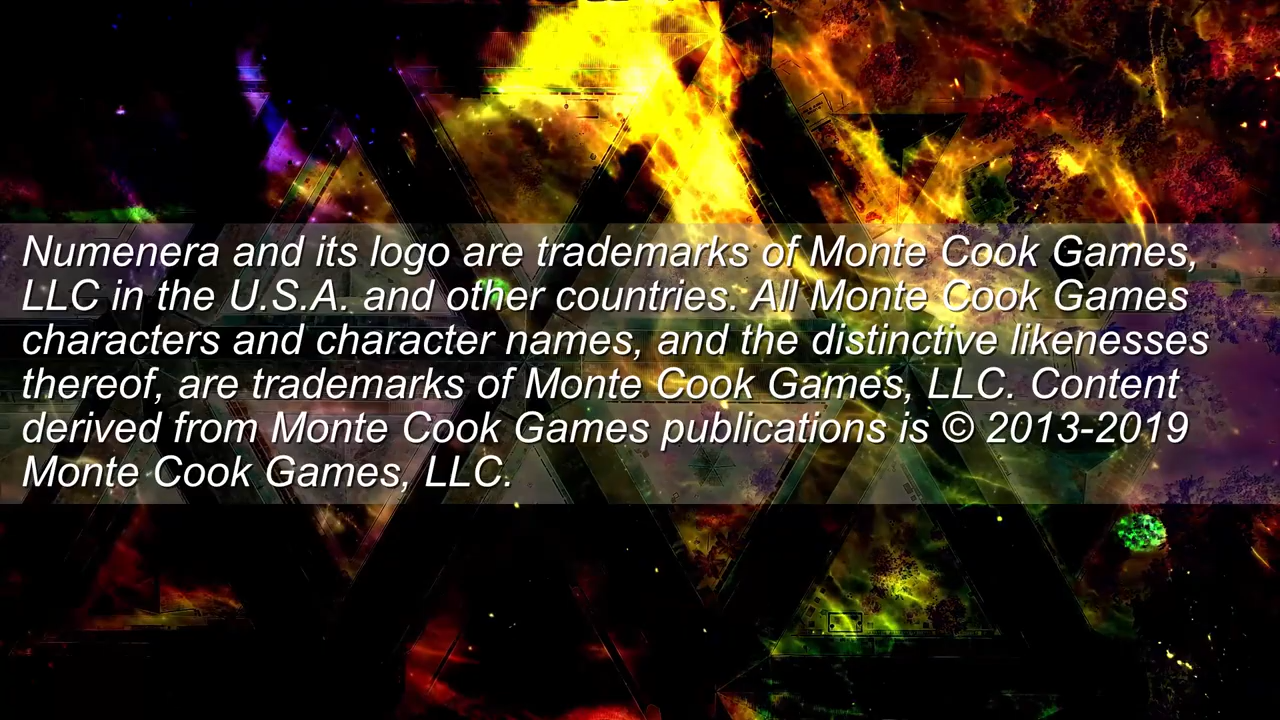 Numenera and its logo are trademarks of Monte Cook Games,
LLC in the U.S.A. and other countries. All Monte Cook Games
characters and character names, and the distinctive likenesses
thereof, are trademarks of Monte Cook Games, LLC. Content
derived from Monte Cook Games publications is © 2013-2019
Monte Cook Games, LLC.